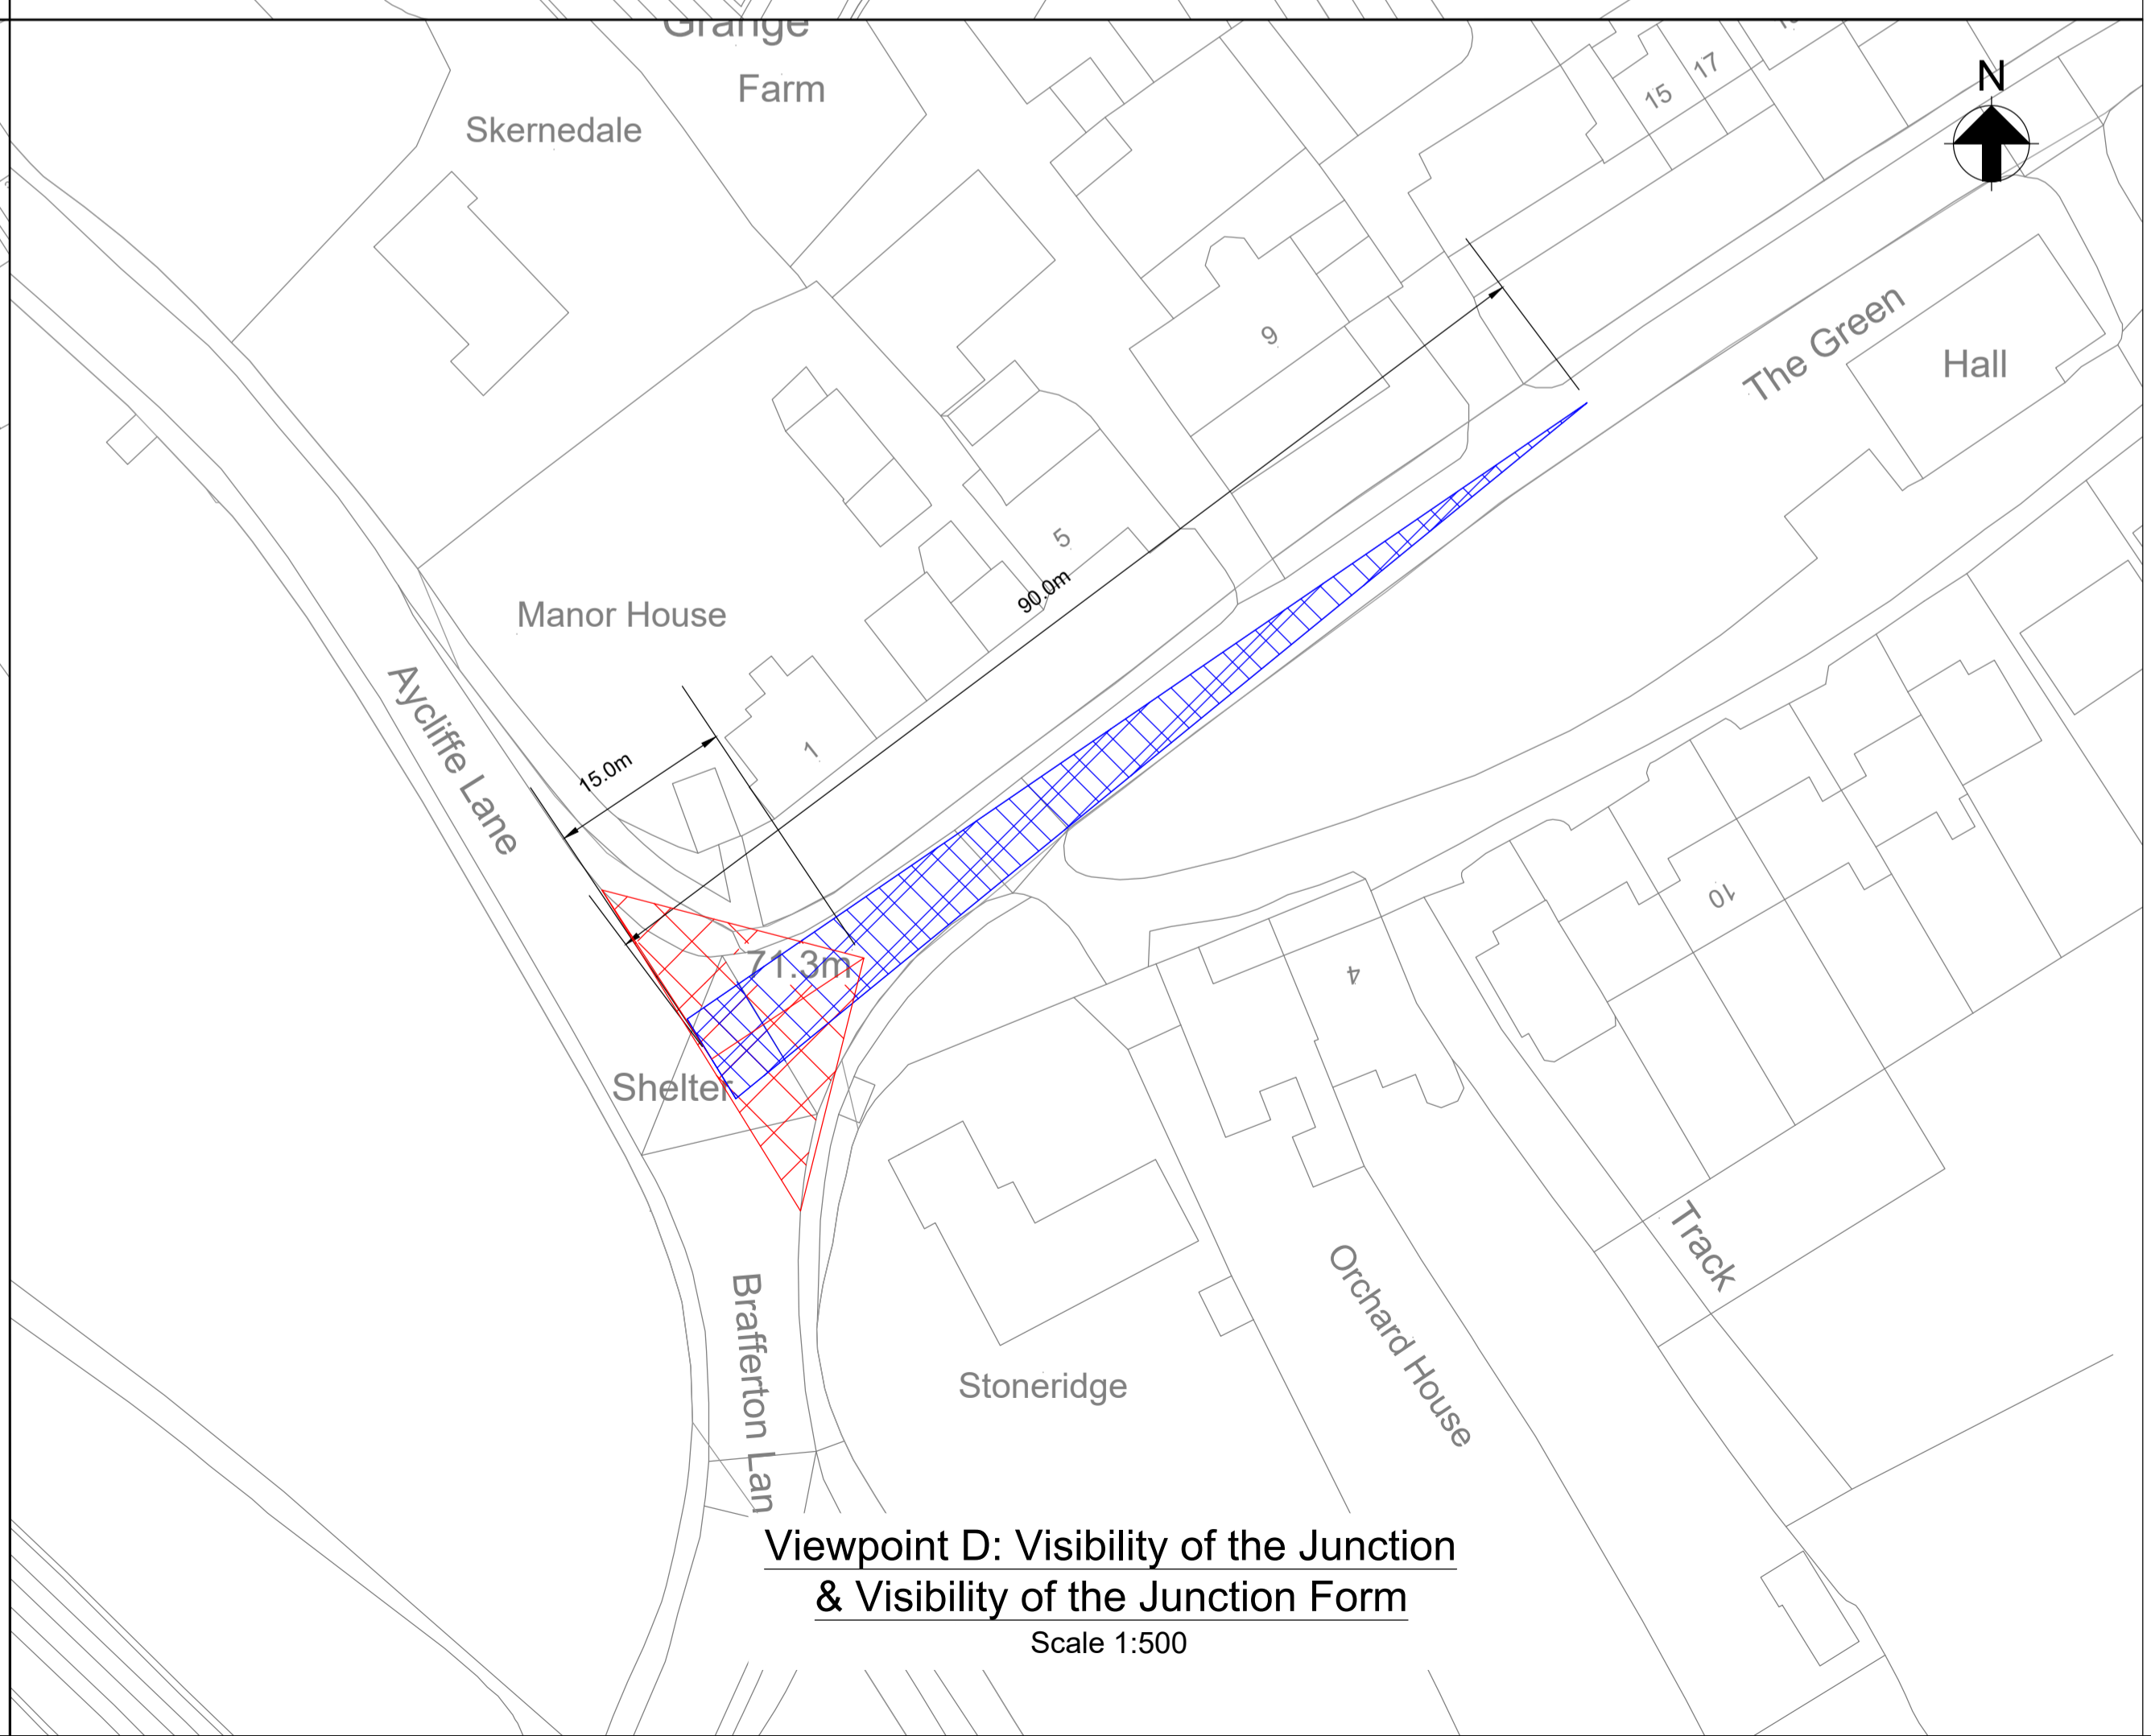 Grange
Farm
Skernedale
15
17
N
9
The Green
Hall
5
90.0m
Manor House
1
15.0m
Aycliffe Lane
71.3m
10
4
Shelter
Track
Orchard House
Brafferton Lan
Stoneridge
Viewpoint D: Visibility of the Junction
& Visibility of the Junction Form
Scale 1:500